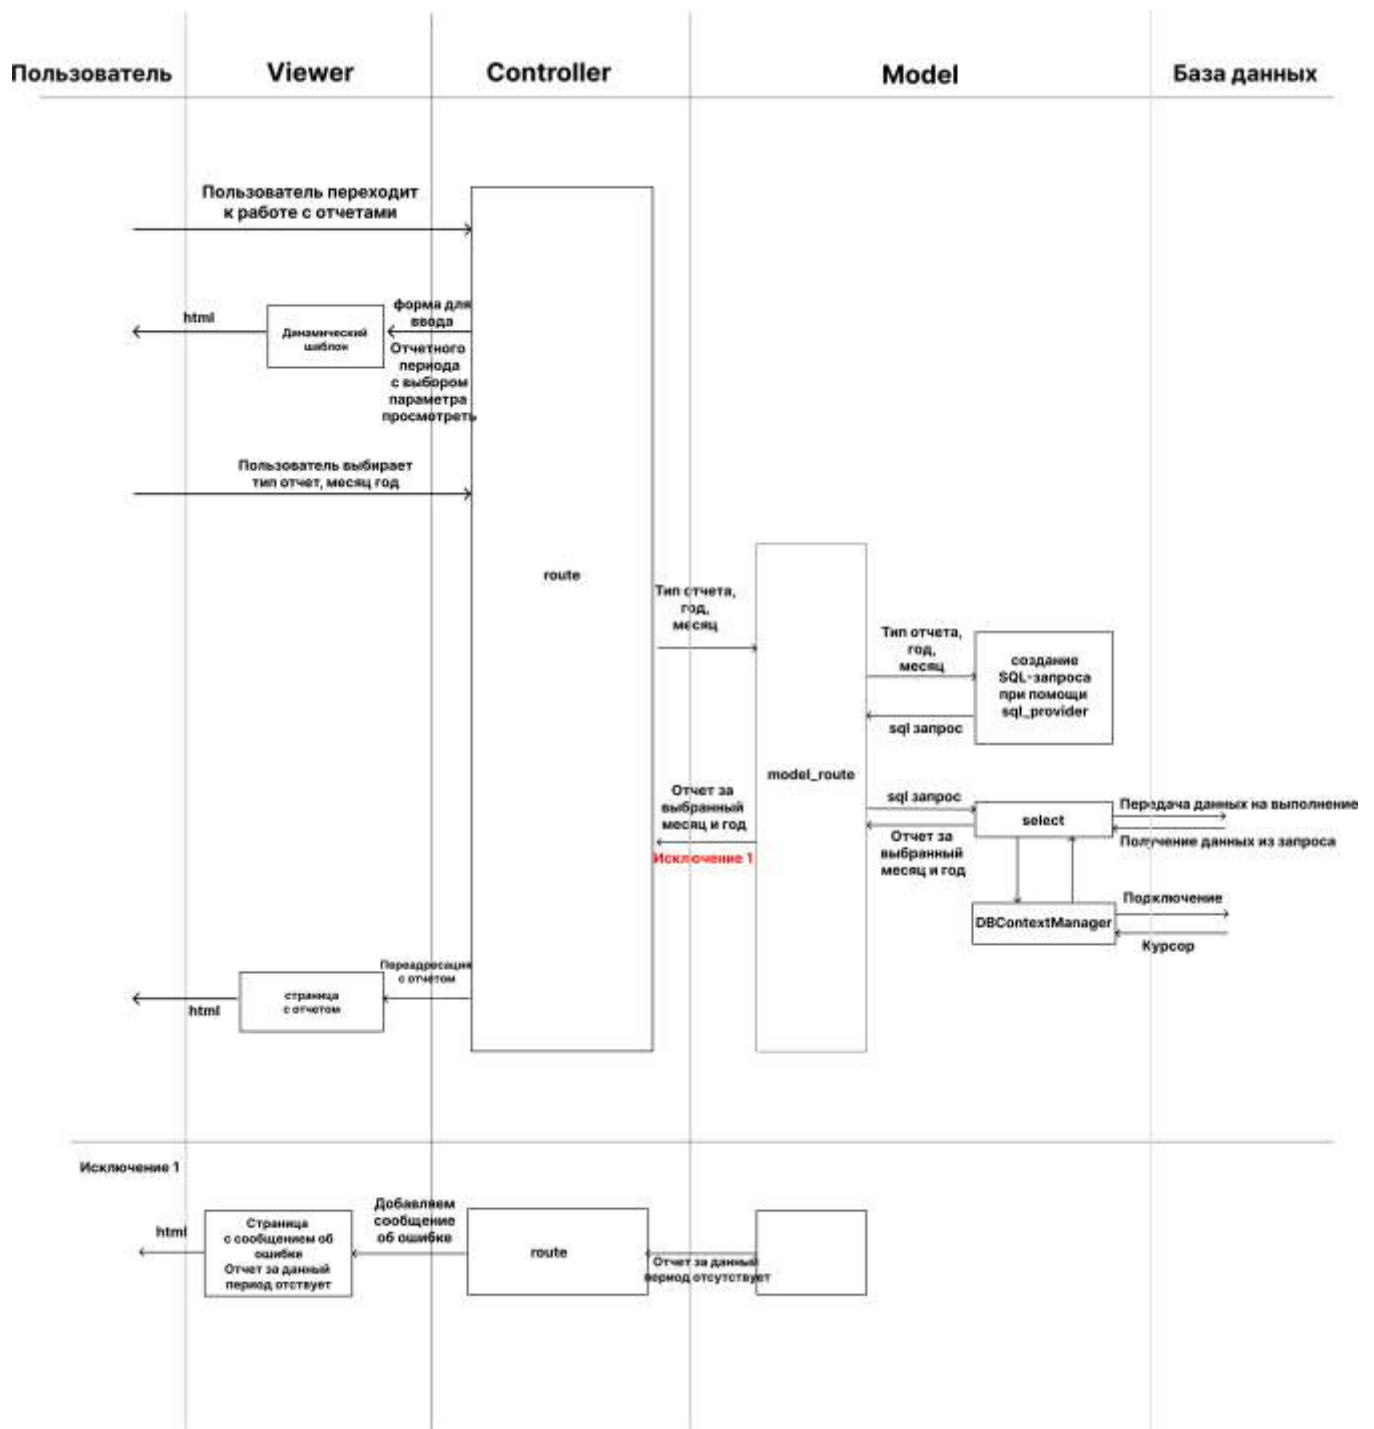 Пользователь
Viewer
Controller
Model
База данных
Пользователь переходит
к работе с отчетами
html
Динамический
шаблон
форма для
ввода
Отчетного
периода
с выбором
параметра
просмотреть
Пользователь выбирает
тип отчет, месяц год
route
Тип отчета,
год,
месяц
Тип отчета,
год,
месяц
создание
SQL-запроса
при помощи
sql_provider
sql запрос
model_route
Отчет за
выбранный
месяц и год
Исключение 1
sql запрос
Отчет за
выбранный
месяц и год
select
Передача данных на выполнение
Получение данных из запроса
DBContextManager
Подключение
Курсор
Переадресация
с отчетом
страница
с отчетом
html
Исключение 1
html
Страница
с сообщением об
ошибке
Отчет за данный
период отствует
Добавляем
сообщение
об ошибке
route
Отчет за данный
период отсутствует